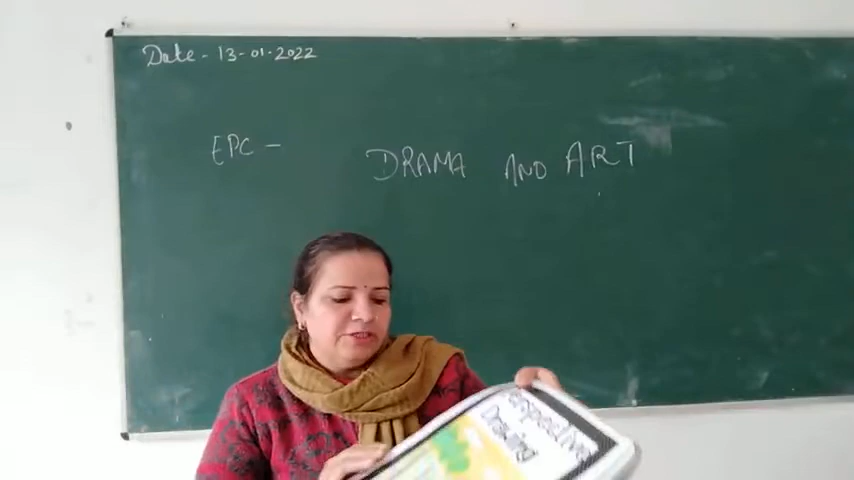 Date - 13-01-2022
EPC - DRAMA AND ART
Perspective
Drawing